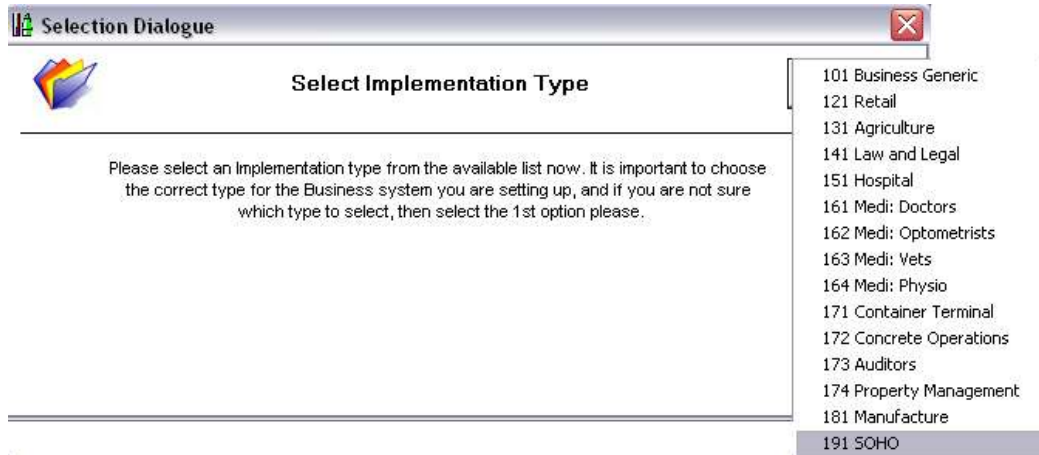 Selection Dialogue
Select Implementation Type
Please select an Implementation type from the available list now. It is important to choose
the correct type for the Business system you are setting up, and if you are not sure
which type to select, then select the 1st option please.
101 Business Generic
121 Retail
131 Agriculture
141 Law and Legal
151 Hospital
161 Medi: Doctors
162 Medi: Optometrists
163 Medi: Vets
164 Medi: Physio
171 Container Terminal
172 Concrete Operations
173 Auditors
174 Property Management
181 Manufacture
191 SOHO